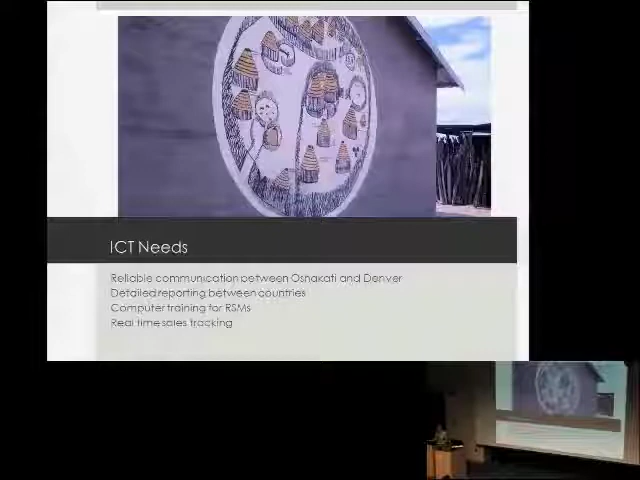 ICT Needs
Reliable communication between Oshakati and Denver
Detailed reporting between countries
Computer training for RSMs
Real time sales tracking